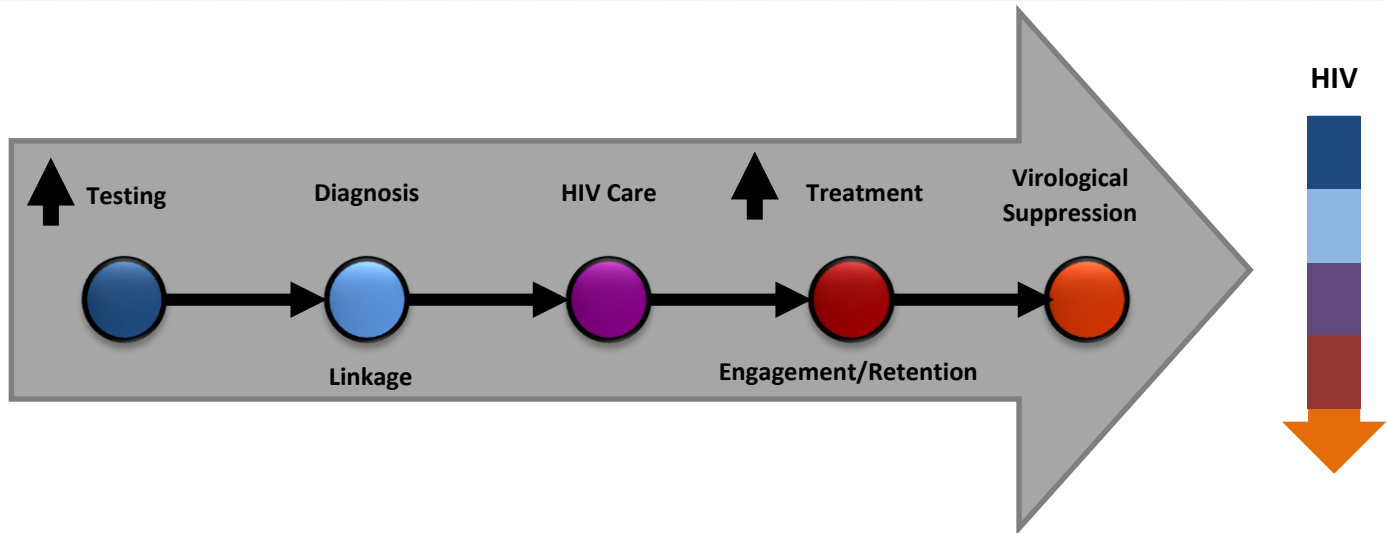 HIV
Testing
Diagnosis
HIV Care
Treatment
Virological
Suppression
Linkage
Engagement/Retention